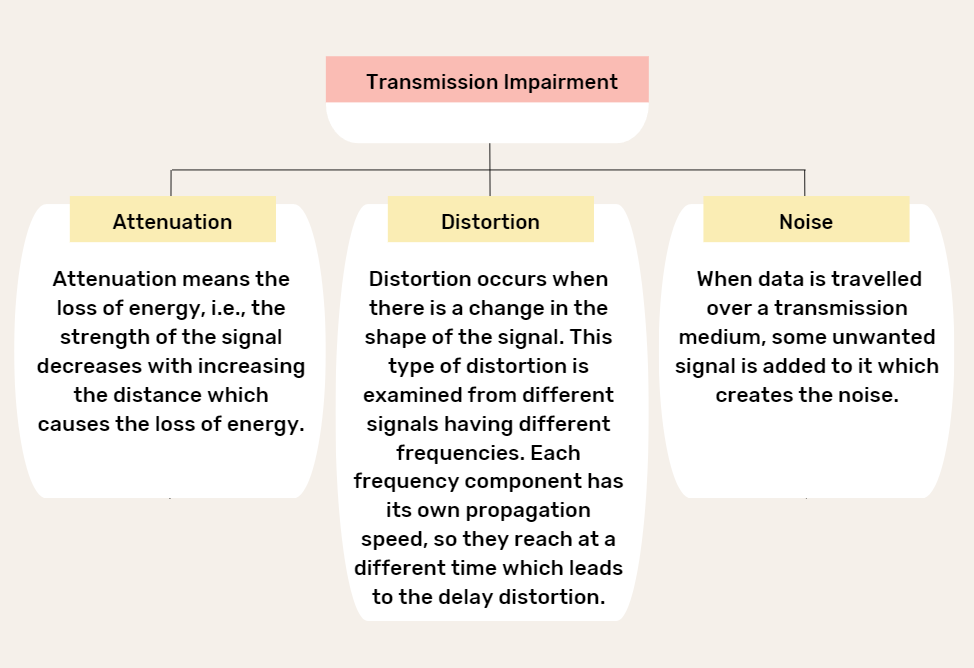 Transmission Impairment
Attenuation
Attenuation means the
loss of energy, i.e., the
strength of the signal
decreases with increasing
the distance which
causes the loss of energy.
Distortion
Distortion occurs when
there is a change in the
shape of the signal. This
type of distortion is
examined from different
signals having different
frequencies. Each
frequency component has
its own propagation
speed, so they reach at a
different time which leads
to the delay distortion.
Noise
When data is travelled
over a transmission
medium, some unwanted
signal is added to it which
creates the noise.